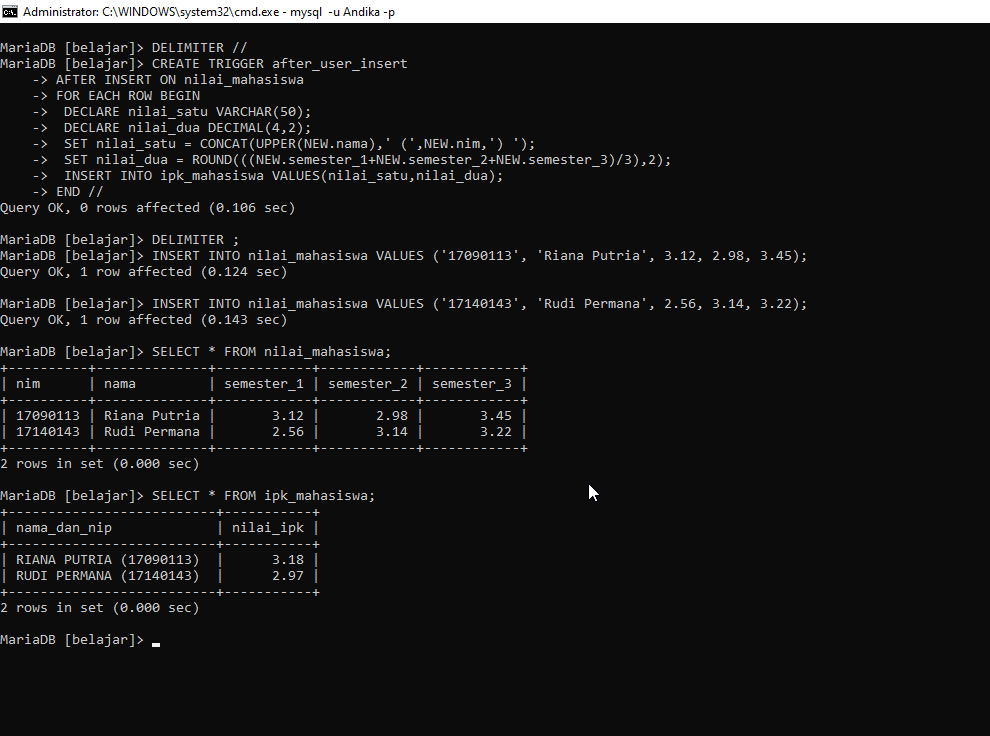 Administrator: C:\WINDOWS\system32\cmd.exe - mysql  -u Andika -p
MariaDB [belajar]> DELIMITER //
MariaDB [belajar]> CREATE TRIGGER after_user_insert
    -> AFTER INSERT ON nilai_mahasiswa
    -> FOR EACH ROW BEGIN
    ->  DECLARE nilai_satu VARCHAR(50);
    ->  DECLARE nilai_dua DECIMAL(4,2);
    ->  SET nilai_satu = CONCAT(UPPER(NEW.nama),' (',NEW.nim,') ');
    ->  SET nilai_dua = ROUND(((NEW.semester_1+NEW.semester_2+NEW.semester_3)/3),2);
    ->  INSERT INTO ipk_mahasiswa VALUES(nilai_satu,nilai_dua);
    -> END //
Query OK, 0 rows affected (0.106 sec)
MariaDB [belajar]> DELIMITER ;
MariaDB [belajar]> INSERT INTO nilai_mahasiswa VALUES ('17090113', 'Riana Putria', 3.12, 2.98, 3.45);
Query OK, 1 row affected (0.124 sec)
MariaDB [belajar]> INSERT INTO nilai_mahasiswa VALUES ('17140143', 'Rudi Permana', 2.56, 3.14, 3.22);
Query OK, 1 row affected (0.143 sec)
MariaDB [belajar]> SELECT * FROM nilai_mahasiswa;
+----------+--------------+------------+------------+------------+
| nim      | nama         | semester_1 | semester_2 | semester_3 |
+----------+--------------+------------+------------+------------+
| 17090113 | Riana Putria |       3.12 |       2.98 |       3.45 |
| 17140143 | Rudi Permana |       2.56 |       3.14 |       3.22 |
+----------+--------------+------------+------------+------------+
2 rows in set (0.000 sec)
MariaDB [belajar]> SELECT * FROM ipk_mahasiswa;
+--------------------------+-----------+
| nama_dan_nip             | nilai_ipk |
+--------------------------+-----------+
| RIANA PUTRIA (17090113)  |      3.18 |
| RUDI PERMANA (17140143)  |      2.97 |
+--------------------------+-----------+
2 rows in set (0.000 sec)
MariaDB [belajar]>